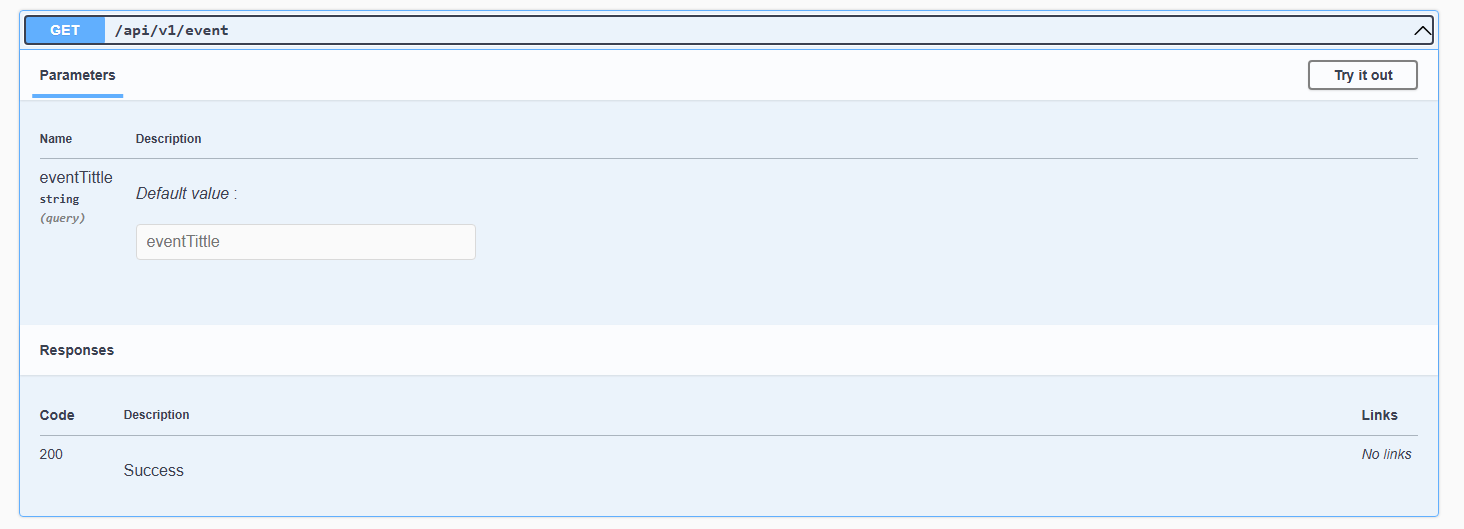 GET /api/v1/event
Parameters Try it out
Name Description
eventTittle
string
(query)
Default value :
eventTittle
Responses
Code Description Links
200 Success No links